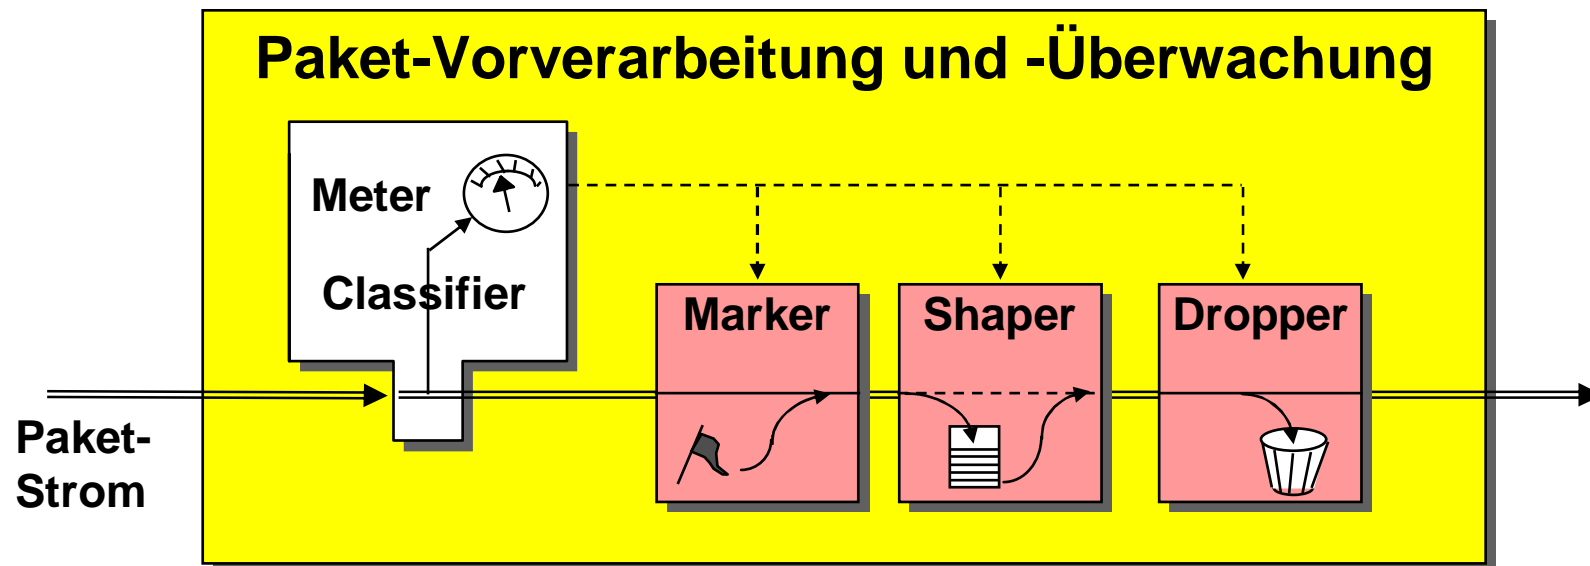 Paket-Vorverarbeitung und -Überwachung
Meter
Classifier
Marker
Shaper
Dropper
Paket-
Strom